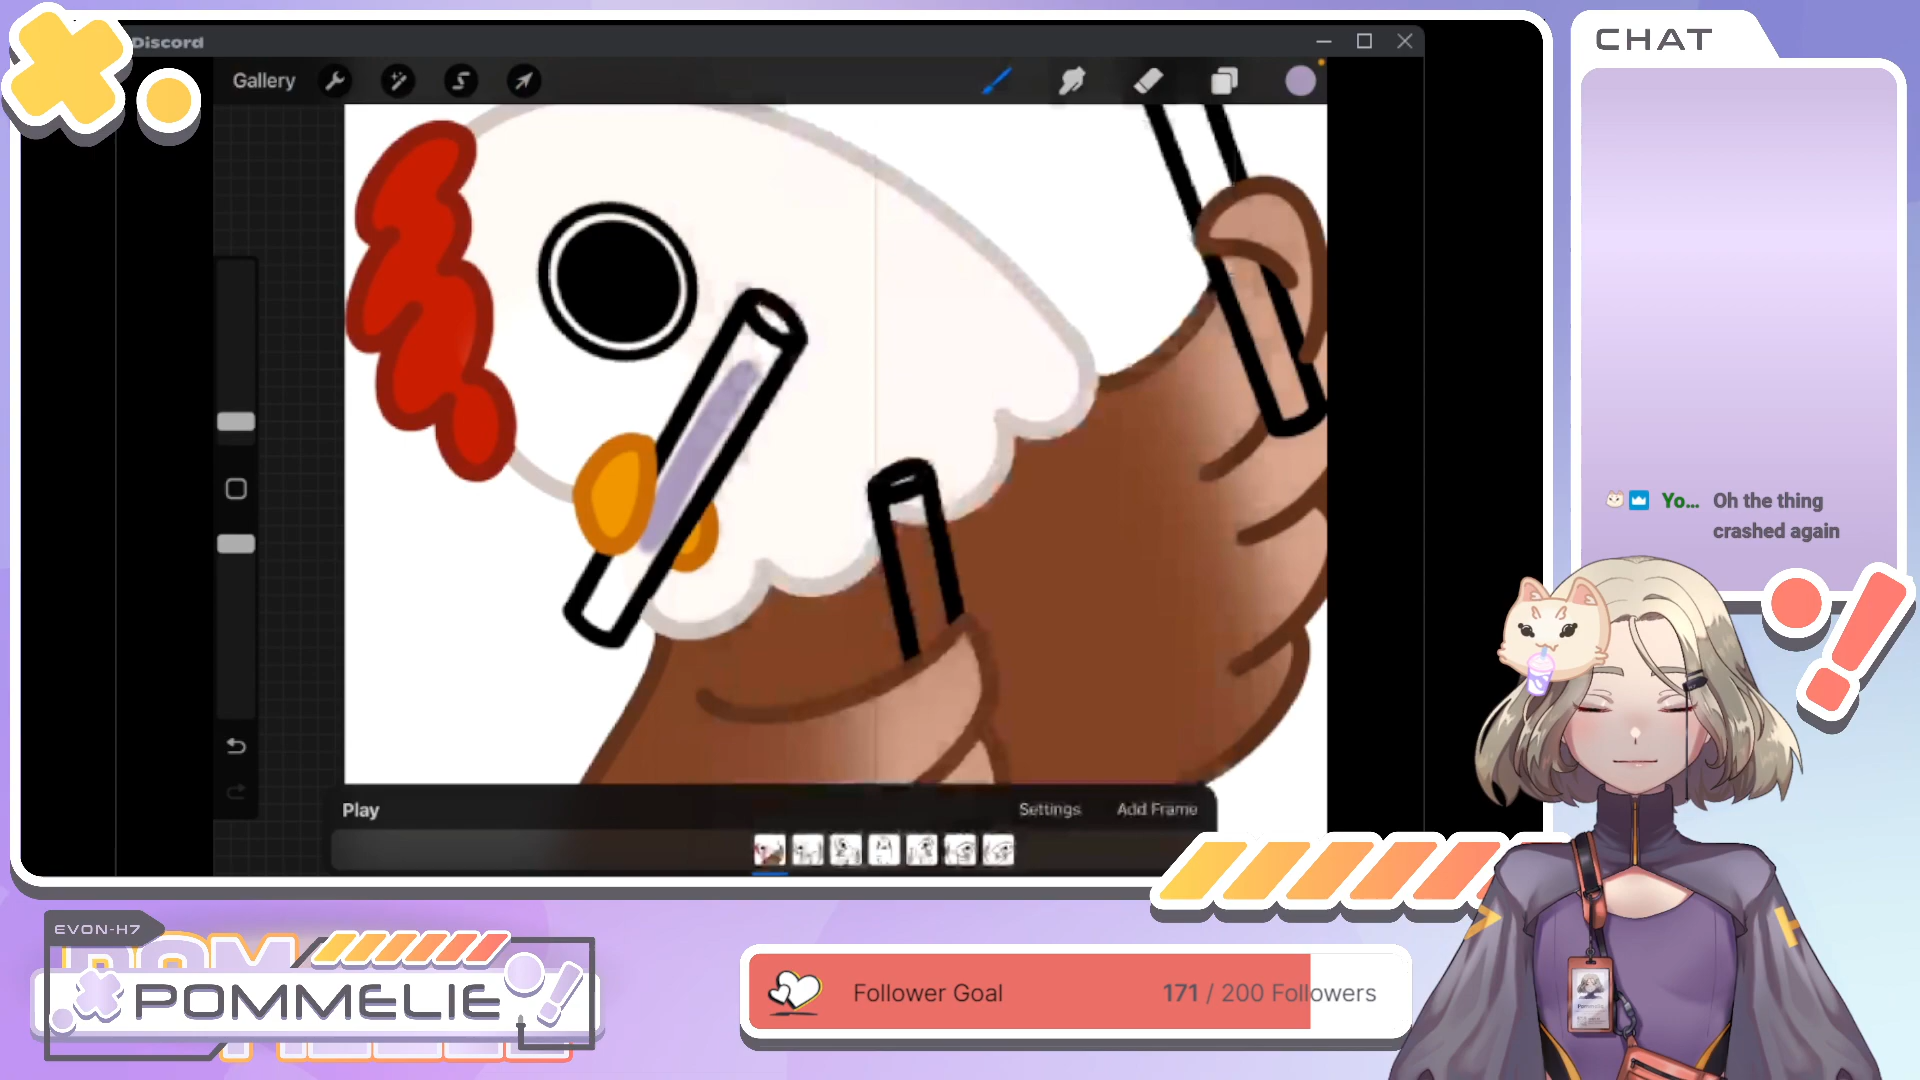 Discord
CHAT
Gallery
Yo... Oh the thing
crashed again
Play
Settings
Add Frame
EVON-H7
POMMELIE
Follower Goal
171 / 200 Followers